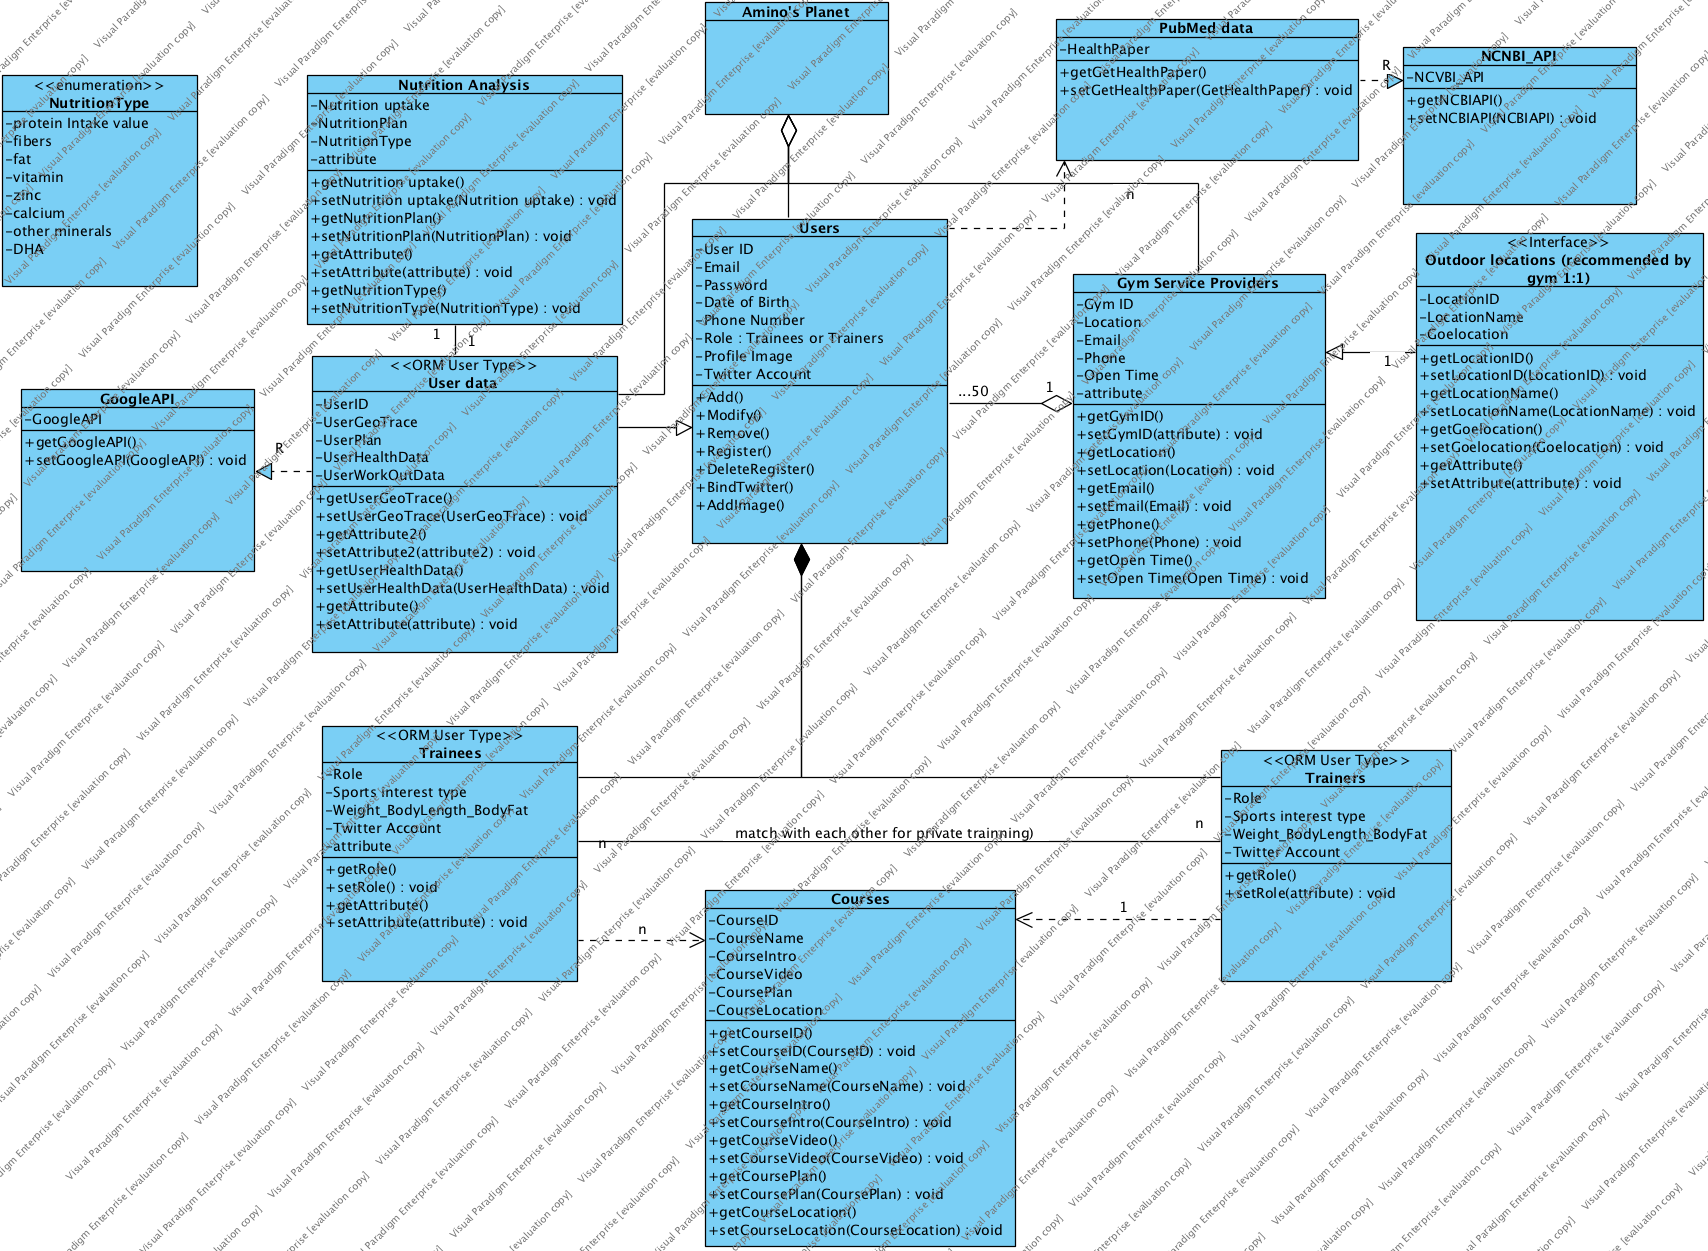 Amino's Planet
PubMed data
-HealthPaper
+getGetHealthPaper()
+setGetHealthPaper(GetHealthPaper) : void
R
NCNBI_API
-NCVBI_API
+getNCBIAPI()
+setNCBIAPI(NCBIAPI) : void
<<enumeration>>
NutritionType
-protein Intake value
-fibers
-fat
-vitamin
-zinc
-calcium
-other minerals
-DHA
Nutrition Analysis
-Nutrition uptake
-NutritionPlan
-NutritionType
-attribute
+getNutrition uptake()
+setNutrition uptake(Nutrition uptake) : void
+getNutritionPlan()
+setNutritionPlan(NutritionPlan) : void
+getAttribute()
+setAttribute(attribute) : void
+getNutritionType()
+setNutritionType(NutritionType) : void
1
1
n
Users
-User ID
-Email
-Password
-Date of Birth
-Phone Number
-Role : Trainees or Trainers
-Profile Image
-Twitter Account
+Add()
+Modify()
+Remove()
+Register()
+DeleteRegister()
+BindTwitter()
+AddImage()
...50
1
Gym Service Providers
-Gym ID
-Location
-Email
-Phone
-Open Time
-attribute
+getGymID()
+setGymID(attribute) : void
+getLocation()
+setLocation(Location) : void
+getEmail()
+setEmail(Email) : void
+getPhone()
+setPhone(Phone) : void
+getOpen Time()
+setOpen Time(Open Time) : void
1
<<Interface>>
Outdoor locations (recommended by
gym 1:1)
-LocationID
-LocationName
-Goelocation
+getLocationID()
+setLocationID(LocationID) : void
+getLocationName()
+setLocationName(LocationName) : void
+getGoelocation()
+setGoelocation(Goelocation) : void
+getAttribute()
+setAttribute(attribute) : void
GoogleAPI
-GoogleAPI
+getGoogleAPI()
+setGoogleAPI(GoogleAPI) : void
R
<<ORM User Type>>
User data
-UserID
-UserGeoTrace
-UserPlan
-UserHealthData
-UserWorkOutData
+getUserGeoTrace()
+setUserGeoTrace(UserGeoTrace) : void
+getAttribute2()
+setAttribute2(attribute2) : void
+getUserHealthData()
+setUserHealthData(UserHealthData) : void
+getAttribute()
+setAttribute(attribute) : void
<<ORM User Type>>
Trainees
-Role
-Sports interest type
-Weight_BodyLength_BodyFat
-Twitter Account
-attribute
+getRole()
+setRole() : void
+getAttribute()
+setAttribute(attribute) : void
match with each other for private trainning)
n
n
<<ORM User Type>>
Trainers
-Role
-Sports interest type
-Weight_BodyLength_BodyFat
-Twitter Account
+getRole()
+setRole(attribute) : void
n
1
Courses
-CourseID
-CourseName
-CourseIntro
-CourseVideo
-CoursePlan
-CourseLocation
+getCourseID()
+setCourseID(CourseID) : void
+getCourseName()
+setCourseName(CourseName) : void
+getCourseIntro()
+setCourseIntro(CourseIntro) : void
+getCourseVideo()
+setCourseVideo(CourseVideo) : void
+getCoursePlan()
+setCoursePlan(CoursePlan) : void
+getCourseLocation()
+setCourseLocation(CourseLocation) : void
Visual Paradigm Enterprise [evaluation copy]